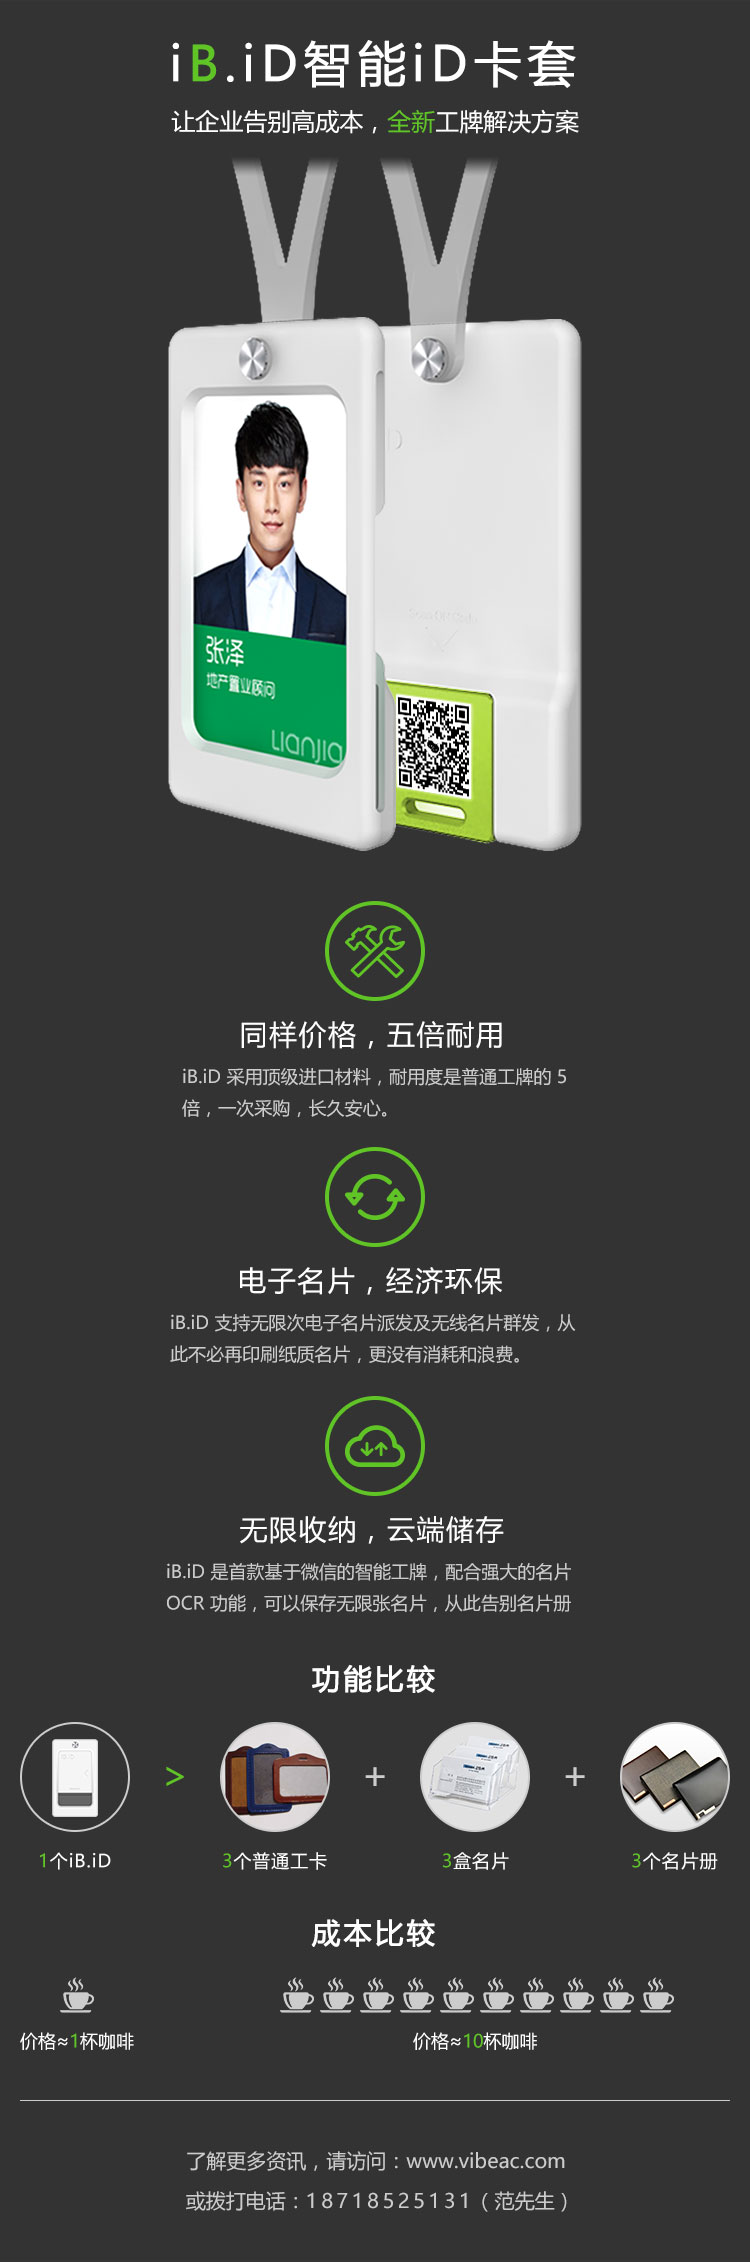 iB.iD智能iD卡套
让企业告别高成本，全新工牌解决方案
张泽
地产置业顾问
Lianjia
Scan QR Code
同样价格，五倍耐用
iB.iD 采用顶级进口材料，耐用度是普通工牌的 5
倍，一次采购，长久安心。
电子名片，经济环保
iB.iD 支持无限次电子名片派发及无线名片群发，从
此不必再印刷纸质名片，更没有消耗和浪费。
无限收纳，云端储存
iB.iD 是首款基于微信的智能工牌，配合强大的名片
OCR 功能，可以保存无限张名片，从此告别名片册
功能比较
>
+
+
1个iB.iD
3个普通工卡
3盒名片
3个名片册
成本比较
价格≈1杯咖啡
价格≈10杯咖啡
了解更多资讯，请访问：www.vibeac.com
或拨打电话：18718525131（范先生）